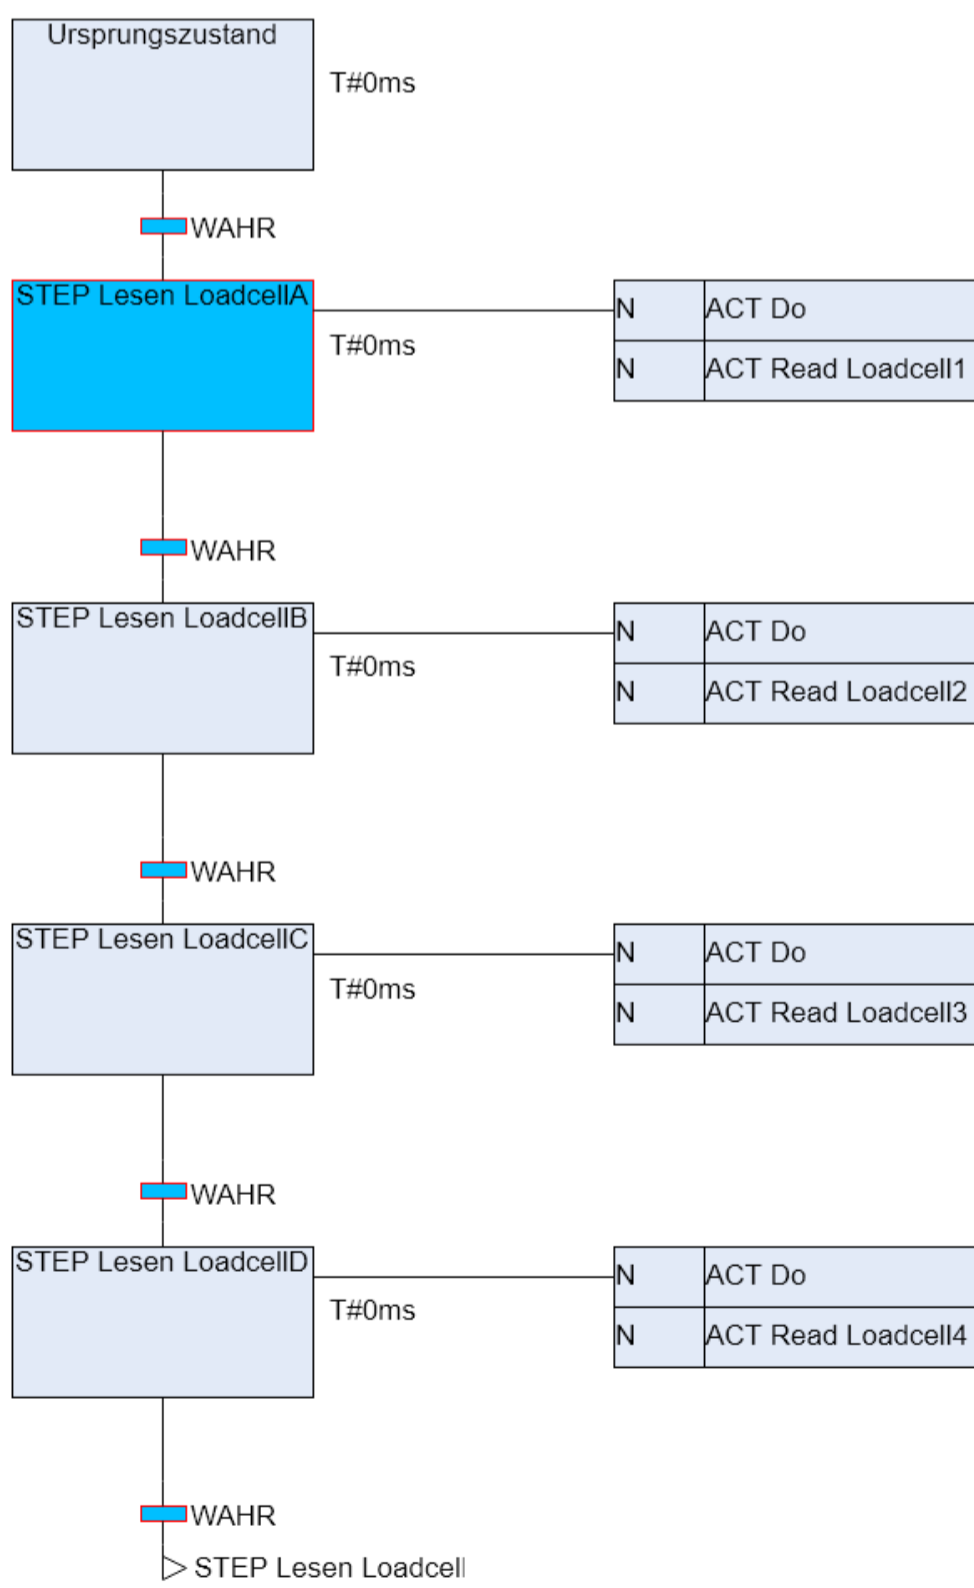 Ursprungszustand
T#0ms
WAHR
STEP Lesen LoadcellA
T#0ms
N ACT Do
N ACT Read Loadcell1
WAHR
STEP Lesen LoadcellB
T#0ms
N ACT Do
N ACT Read Loadcell2
WAHR
STEP Lesen LoadcellC
T#0ms
N ACT Do
N ACT Read Loadcell3
WAHR
STEP Lesen LoadcellD
T#0ms
N ACT Do
N ACT Read Loadcell4
WAHR
STEP Lesen Loadcell